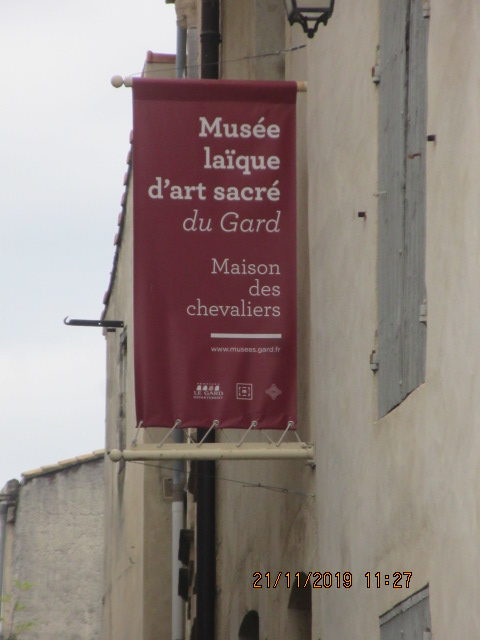 Musée
laïque
d'art sacré
du Gard
Maison
des
chevaliers
www.musees.gard.fr
LE GARD
21/11/2019 11:27